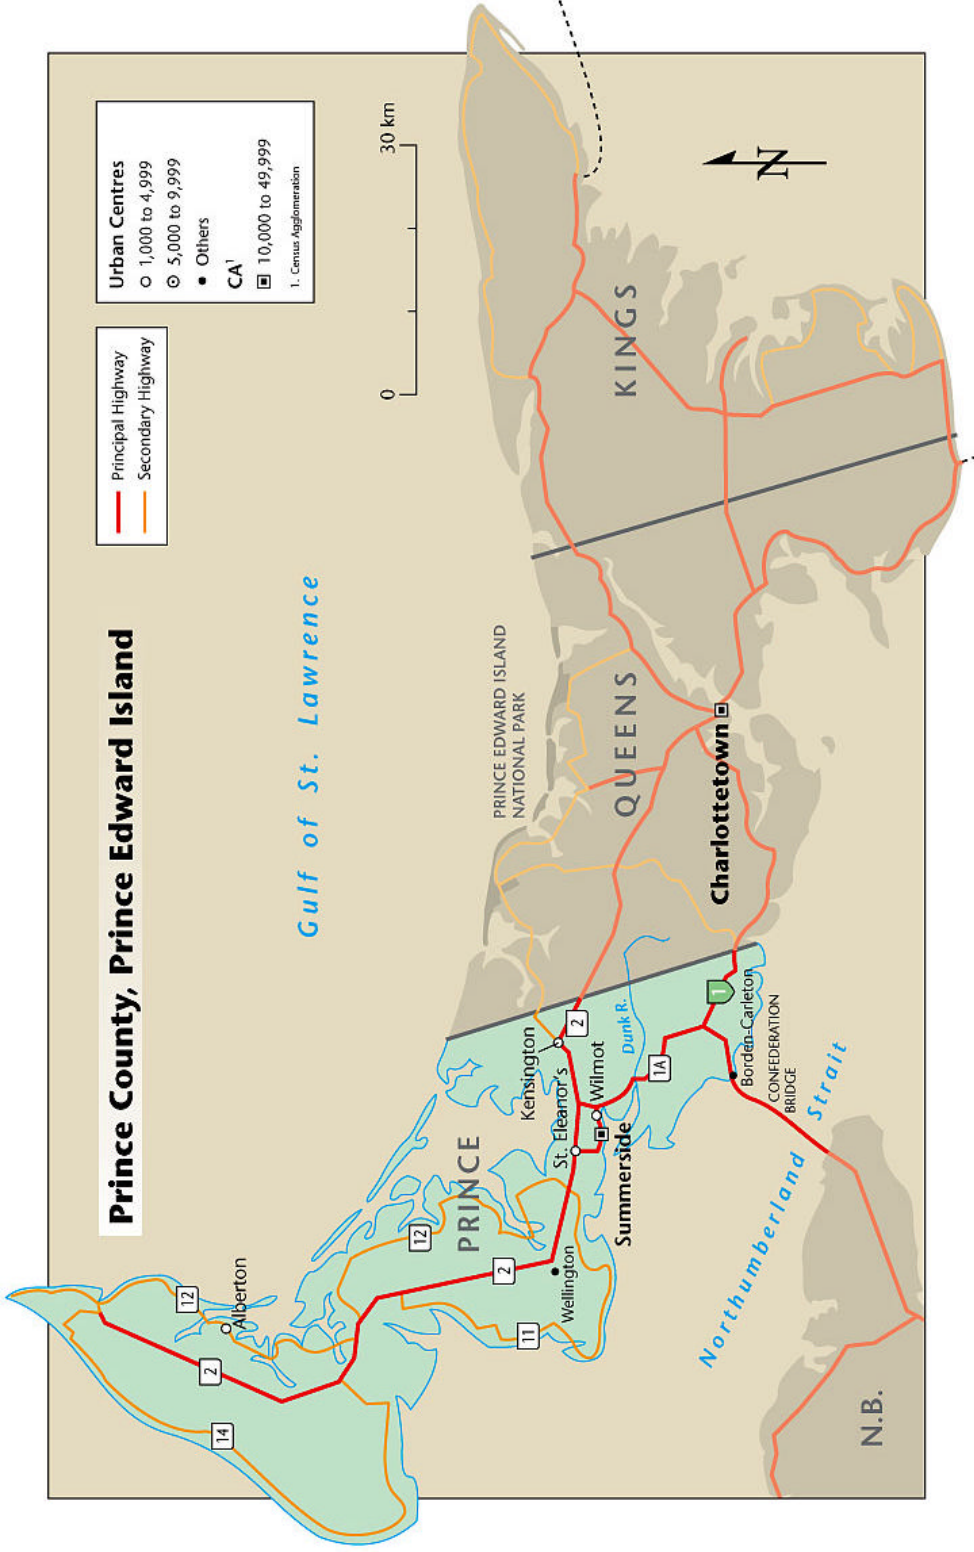 Prince County, Prince Edward Island
Principal Highway
Secondary Highway
Urban Centres
1,000 to 4,999
5,000 to 9,999
Others
CA¹
10,000 to 49,999
1. Census Agglomeration
0
30 km
Gulf of St. Lawrence
PRINCE EDWARD ISLAND
NATIONAL PARK
14
2
12
Alberton
12
PRINCE
2
11
Wellington
St. Eleanor's
Kensington
2
Wilmot
Summerside
Dunk R.
1A
1
Borden-Carleton
CONFEDERATION
BRIDGE
Northumberland Strait
N.B.
QUEENS
Charlottetown
KINGS
N